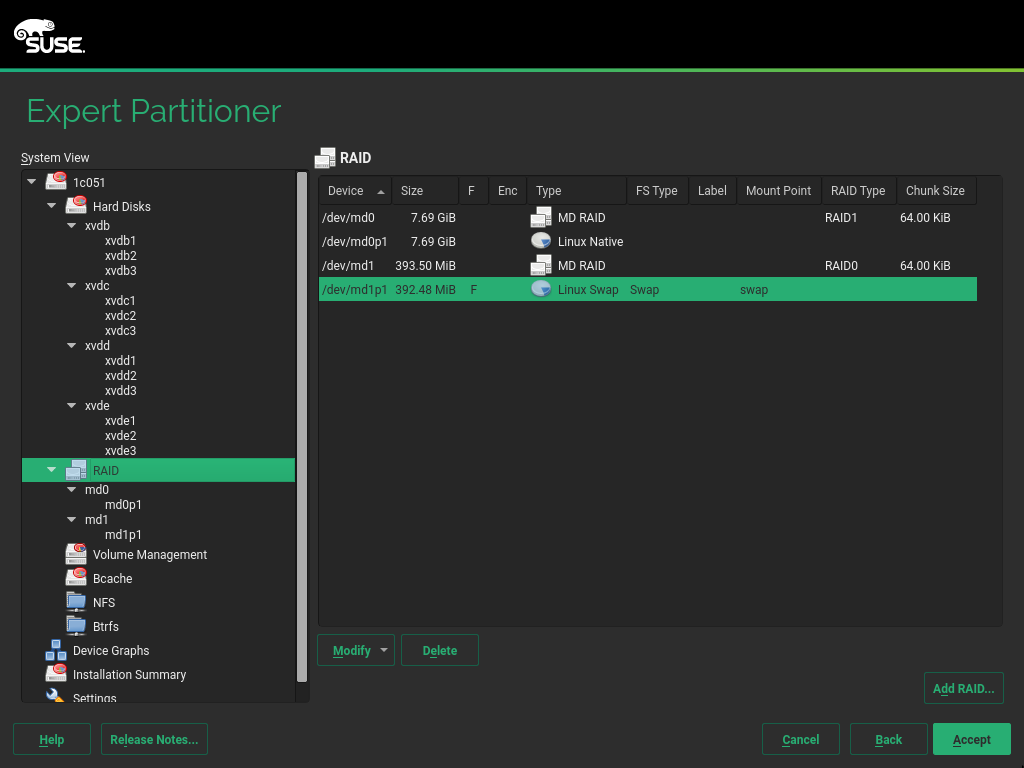 SUSE.
Expert Partitioner
System View
1c051
Hard Disks
xvdb
xvdb1
xvdb2
xvdb3
xvdc
xvdc1
xvdc2
xvdc3
xvdd
xvdd1
xvdd2
xvdd3
xvde
xvde1
xvde2
xvde3
RAID
md0
md0p1
md1
md1p1
Volume Management
Bcache
NFS
Btrfs
Device Graphs
Installation Summary
Settings
RAID
Device Size F Enc Type FS Type Label Mount Point RAID Type Chunk Size
/dev/md0 7.69 GiB MD RAID RAID1 64.00 KiB
/dev/md0p1 7.69 GiB Linux Native
/dev/md1 393.50 MiB MD RAID RAID0 64.00 KiB
/dev/md1p1 392.48 MiB F Linux Swap Swap swap
Modify Delete
Add RAID...
Help Release Notes... Cancel Back Accept